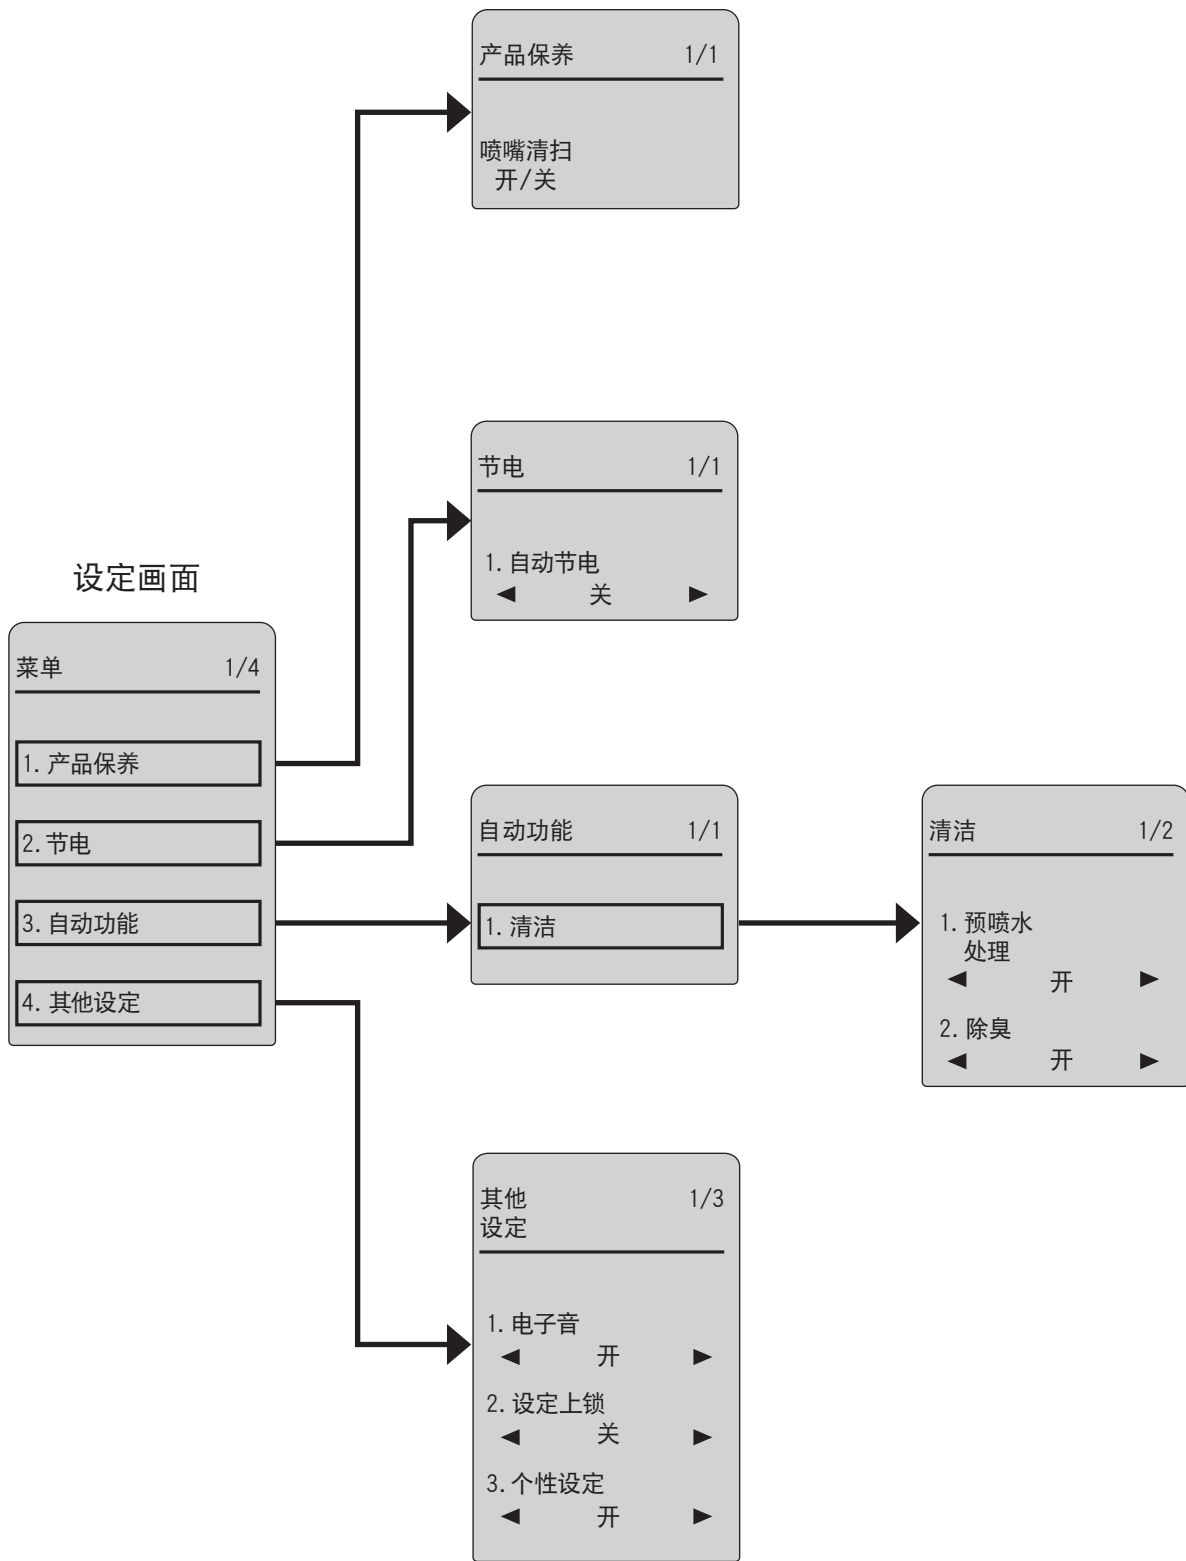 产品保养 1/1
喷嘴清扫
开/关
节电 1/1
1. 自动节电
◀ 关 ▶
设定画面
菜单 1/4
1. 产品保养
2. 节电
3. 自动功能
4. 其他设定
自动功能 1/1
1. 清洁
清洁 1/2
1. 预喷水
处理
◀ 开 ▶
2. 除臭
◀ 开 ▶
其他 1/3
设定
1. 电子音
◀ 开 ▶
2. 设定上锁
◀ 关 ▶
3. 个性设定
◀ 开 ▶